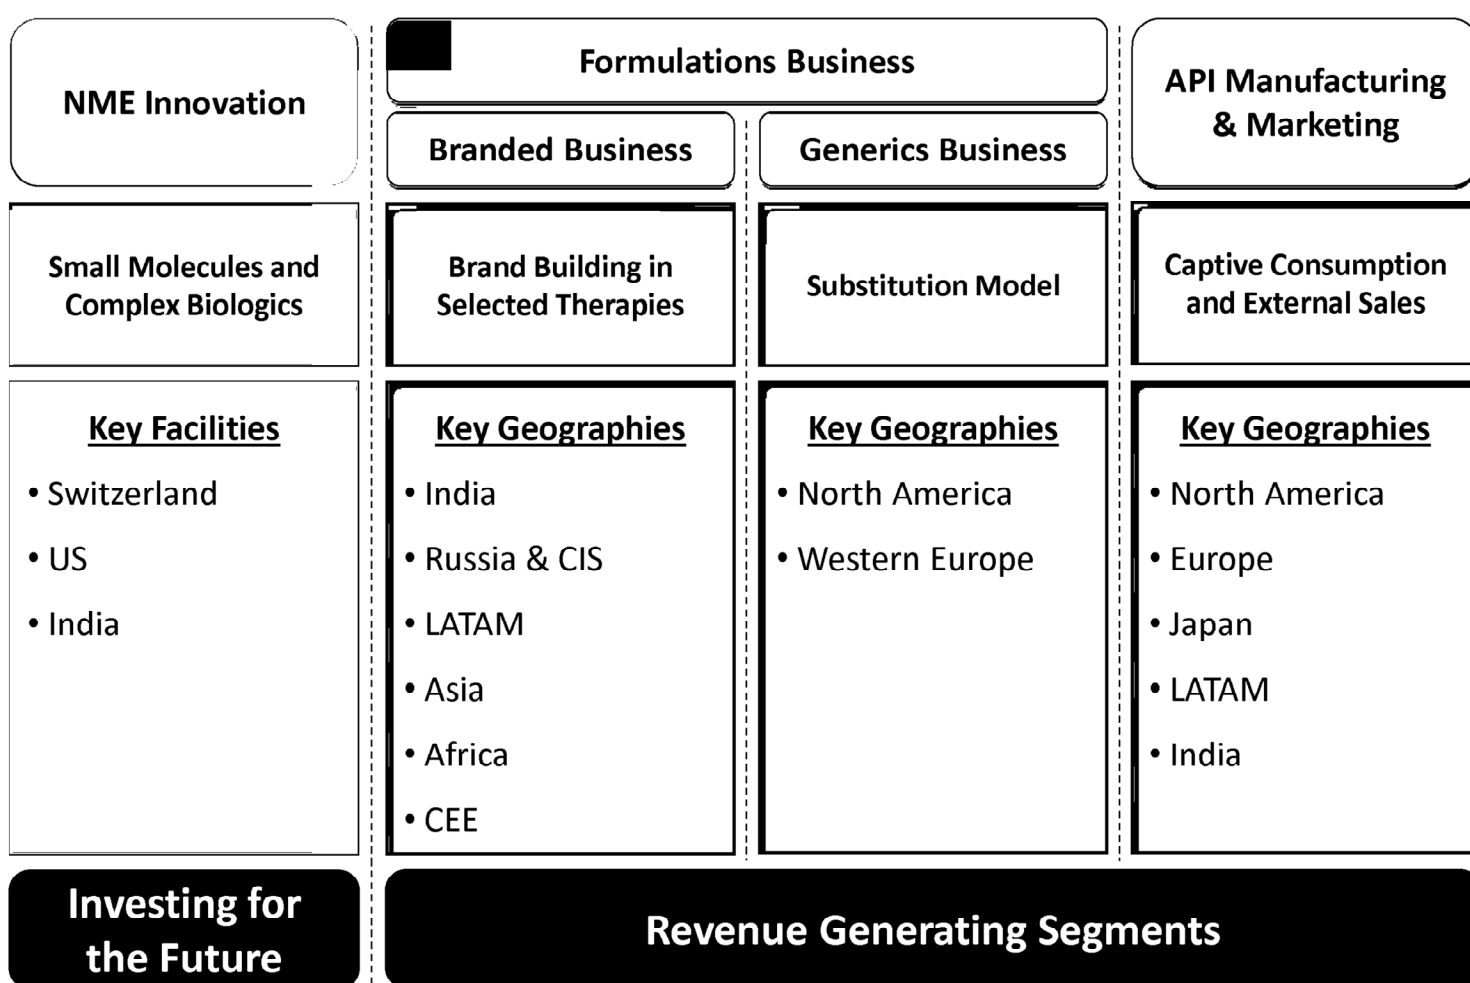 NME Innovation
Formulations Business
Branded Business
Generics Business
API Manufacturing
& Marketing
Small Molecules and
Complex Biologics
Brand Building in
Selected Therapies
Substitution Model
Captive Consumption
and External Sales
Key Facilities
• Switzerland
• US
• India
Key Geographies
• India
• Russia & CIS
• LATAM
• Asia
• Africa
• CEE
Key Geographies
• North America
• Western Europe
Key Geographies
• North America
• Europe
• Japan
• LATAM
• India
Investing for
the Future
Revenue Generating Segments